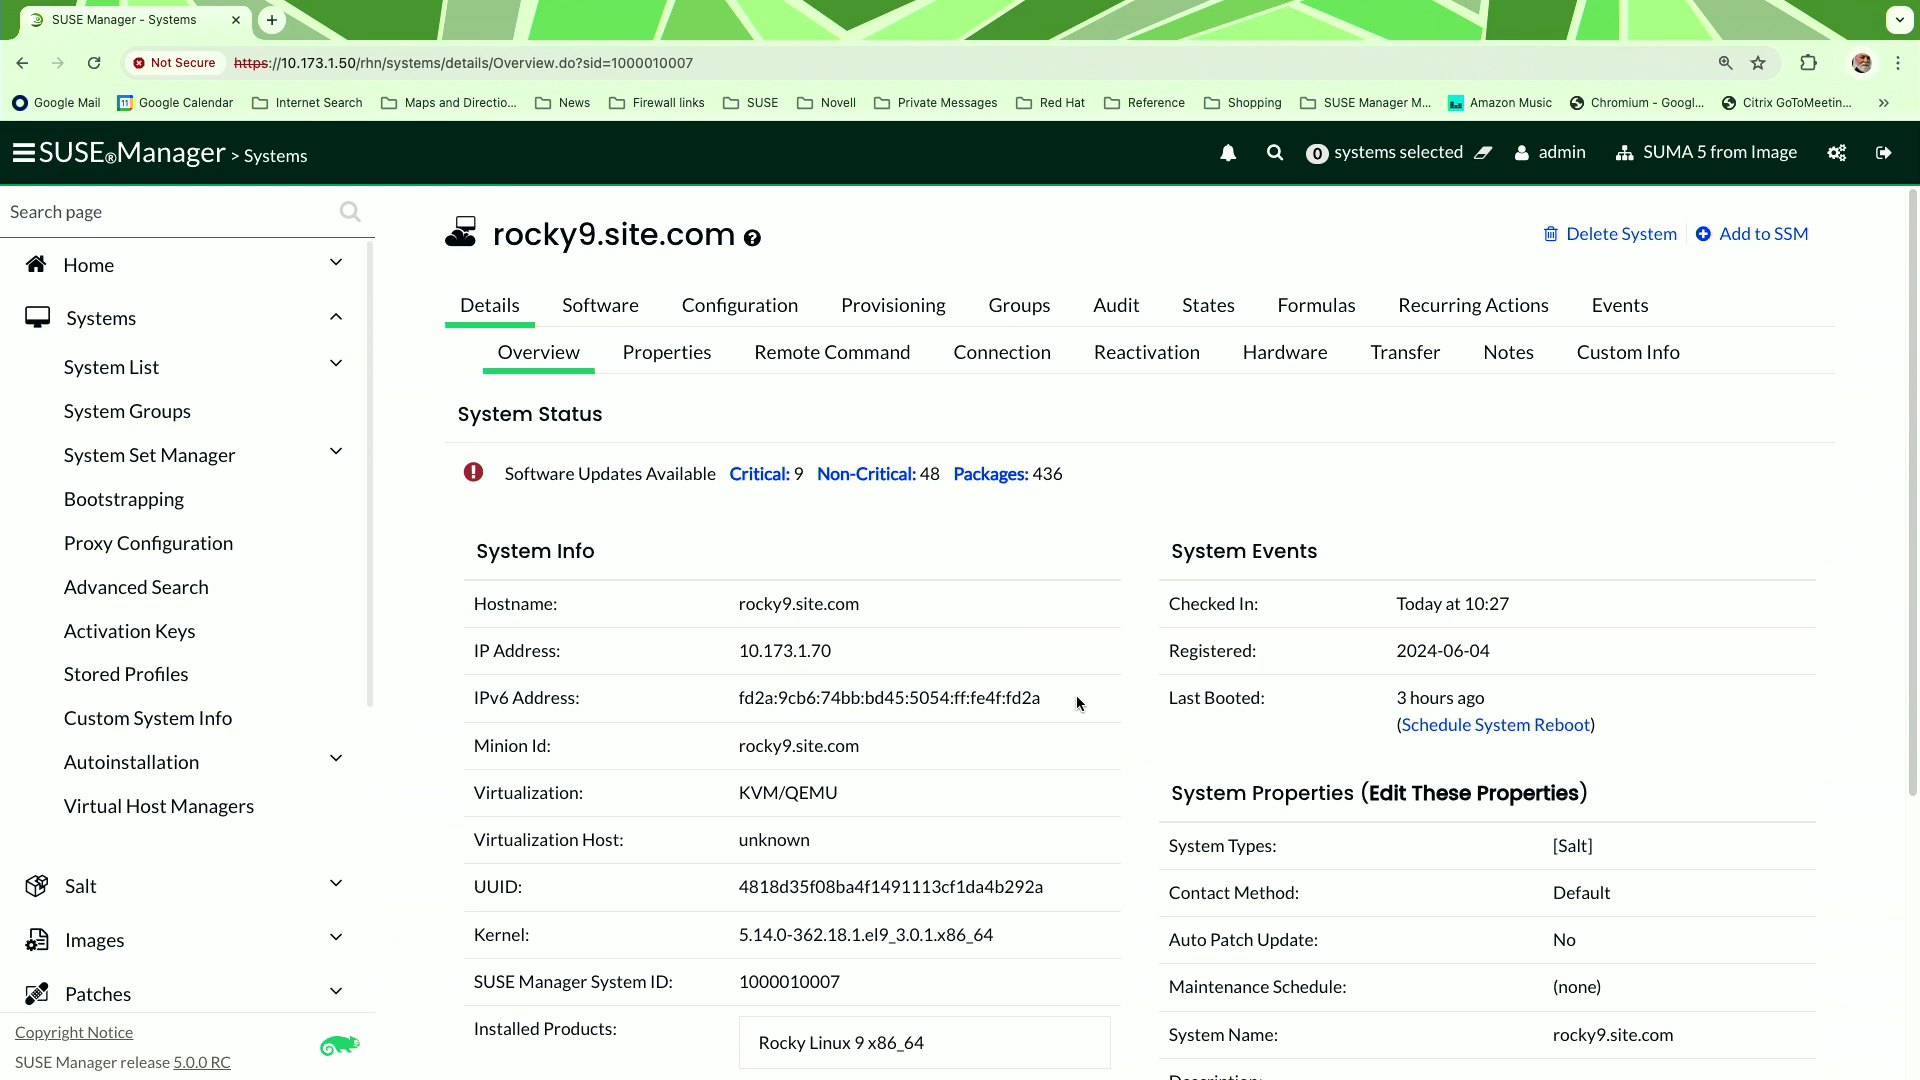 SUSE Manager - Systems
Not Secure
https://10.173.1.50/rhn/systems/details/Overview.do?sid=1000010007
Google Mail
Google Calendar
Internet Search
Maps and Directio...
News
Firewall links
SUSE
Novell
Private Messages
Red Hat
Reference
Shopping
SUSE Manager M...
Amazon Music
Chromium - Googl...
Citrix GoToMeetin...
SUSE®Manager > Systems
0 systems selected
admin
SUMA 5 from Image
Search page
Home
Systems
System List
System Groups
System Set Manager
Bootstrapping
Proxy Configuration
Advanced Search
Activation Keys
Stored Profiles
Custom System Info
Autoinstallation
Virtual Host Managers
Salt
Images
Patches
Copyright Notice
SUSE Manager release 5.0.0 RC
rocky9.site.com
Delete System
Add to SSM
Details Software Configuration Provisioning Groups Audit States Formulas Recurring Actions Events
Overview Properties Remote Command Connection Reactivation Hardware Transfer Notes Custom Info
System Status
Software Updates Available Critical: 9 Non-Critical: 48 Packages: 436
System Info
Hostname: rocky9.site.com
IP Address: 10.173.1.70
IPv6 Address: fd2a:9cb6:74bb:bd45:5054:ff:fe4f:fd2a
Minion Id: rocky9.site.com
Virtualization: KVM/QEMU
Virtualization Host: unknown
UUID: 4818d35f08ba4f1491113cf1da4b292a
Kernel: 5.14.0-362.18.1.el9_3.0.1.x86_64
SUSE Manager System ID: 1000010007
Installed Products: Rocky Linux 9 x86_64
System Events
Checked In: Today at 10:27
Registered: 2024-06-04
Last Booted: 3 hours ago
(Schedule System Reboot)
System Properties (Edit These Properties)
System Types: [Salt]
Contact Method: Default
Auto Patch Update: No
Maintenance Schedule: (none)
System Name: rocky9.site.com